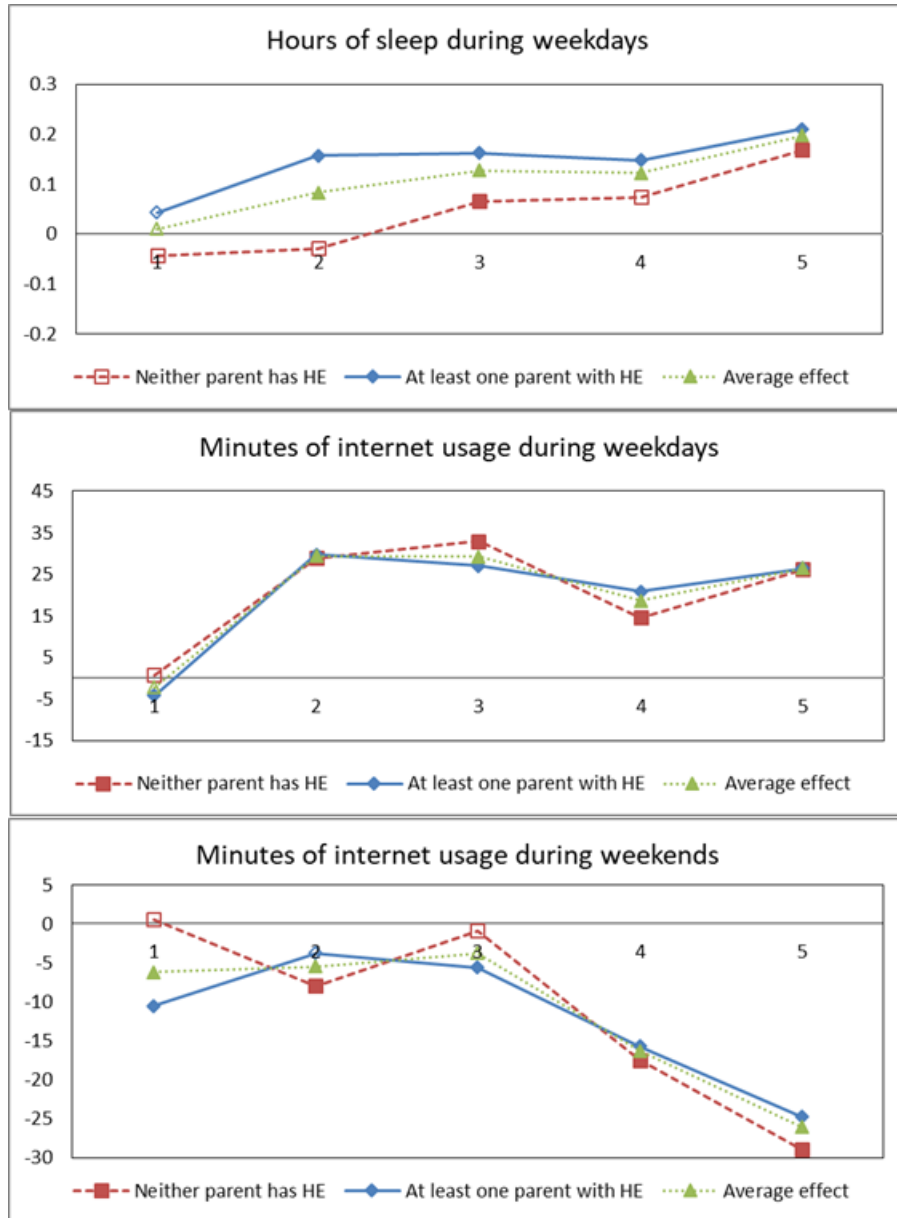 Hours of sleep during weekdays
0.3
0.2
0.1
0
1 2 3 4 5
-0.1
-0.2
Neither parent has HE At least one parent with HE Average effect
Minutes of internet usage during weekdays
45
35
25
15
5
-5
1 2 3 4 5
-15
Neither parent has HE At least one parent with HE Average effect
Minutes of internet usage during weekends
5
0
1 2 3 4 5
-5
-10
-15
-20
-25
-30
Neither parent has HE At least one parent with HE Average effect